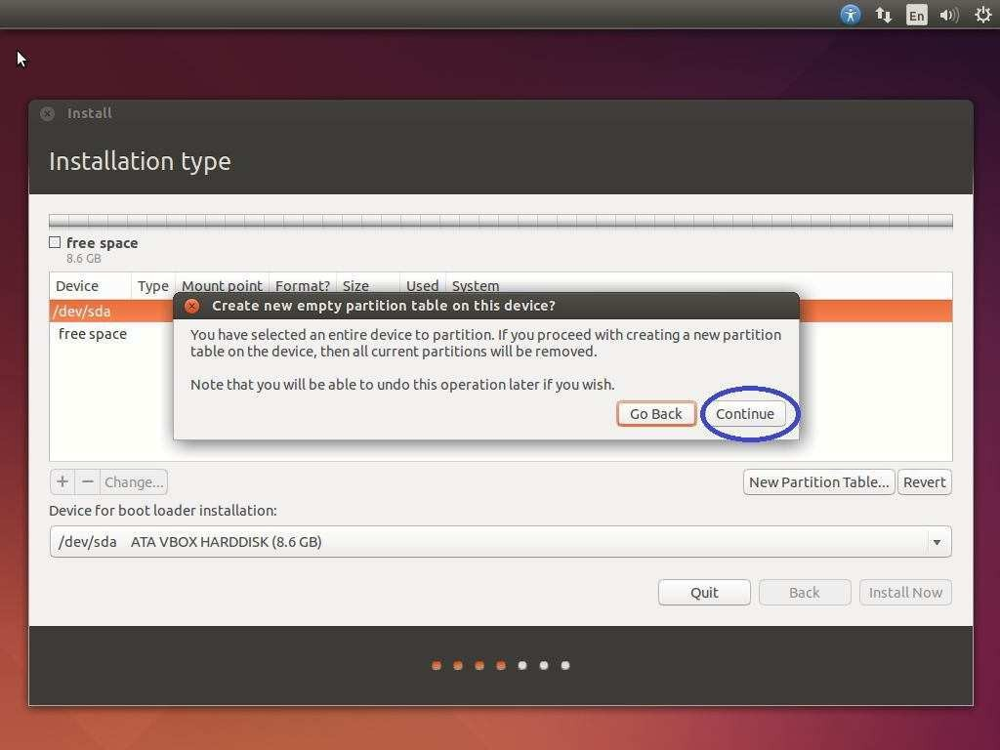 En
Install
Installation type
free space
8.6 GB
Device Type Mount point Format? Size Used System
/dev/sda
free space
Create new empty partition table on this device?
You have selected an entire device to partition. If you proceed with creating a new partition
table on the device, then all current partitions will be removed.
Note that you will be able to undo this operation later if you wish.
Go Back Continue
+ − Change... New Partition Table... Revert
Device for boot loader installation:
/dev/sda ATA VBOX HARDDISK (8.6 GB)
Quit Back Install Now